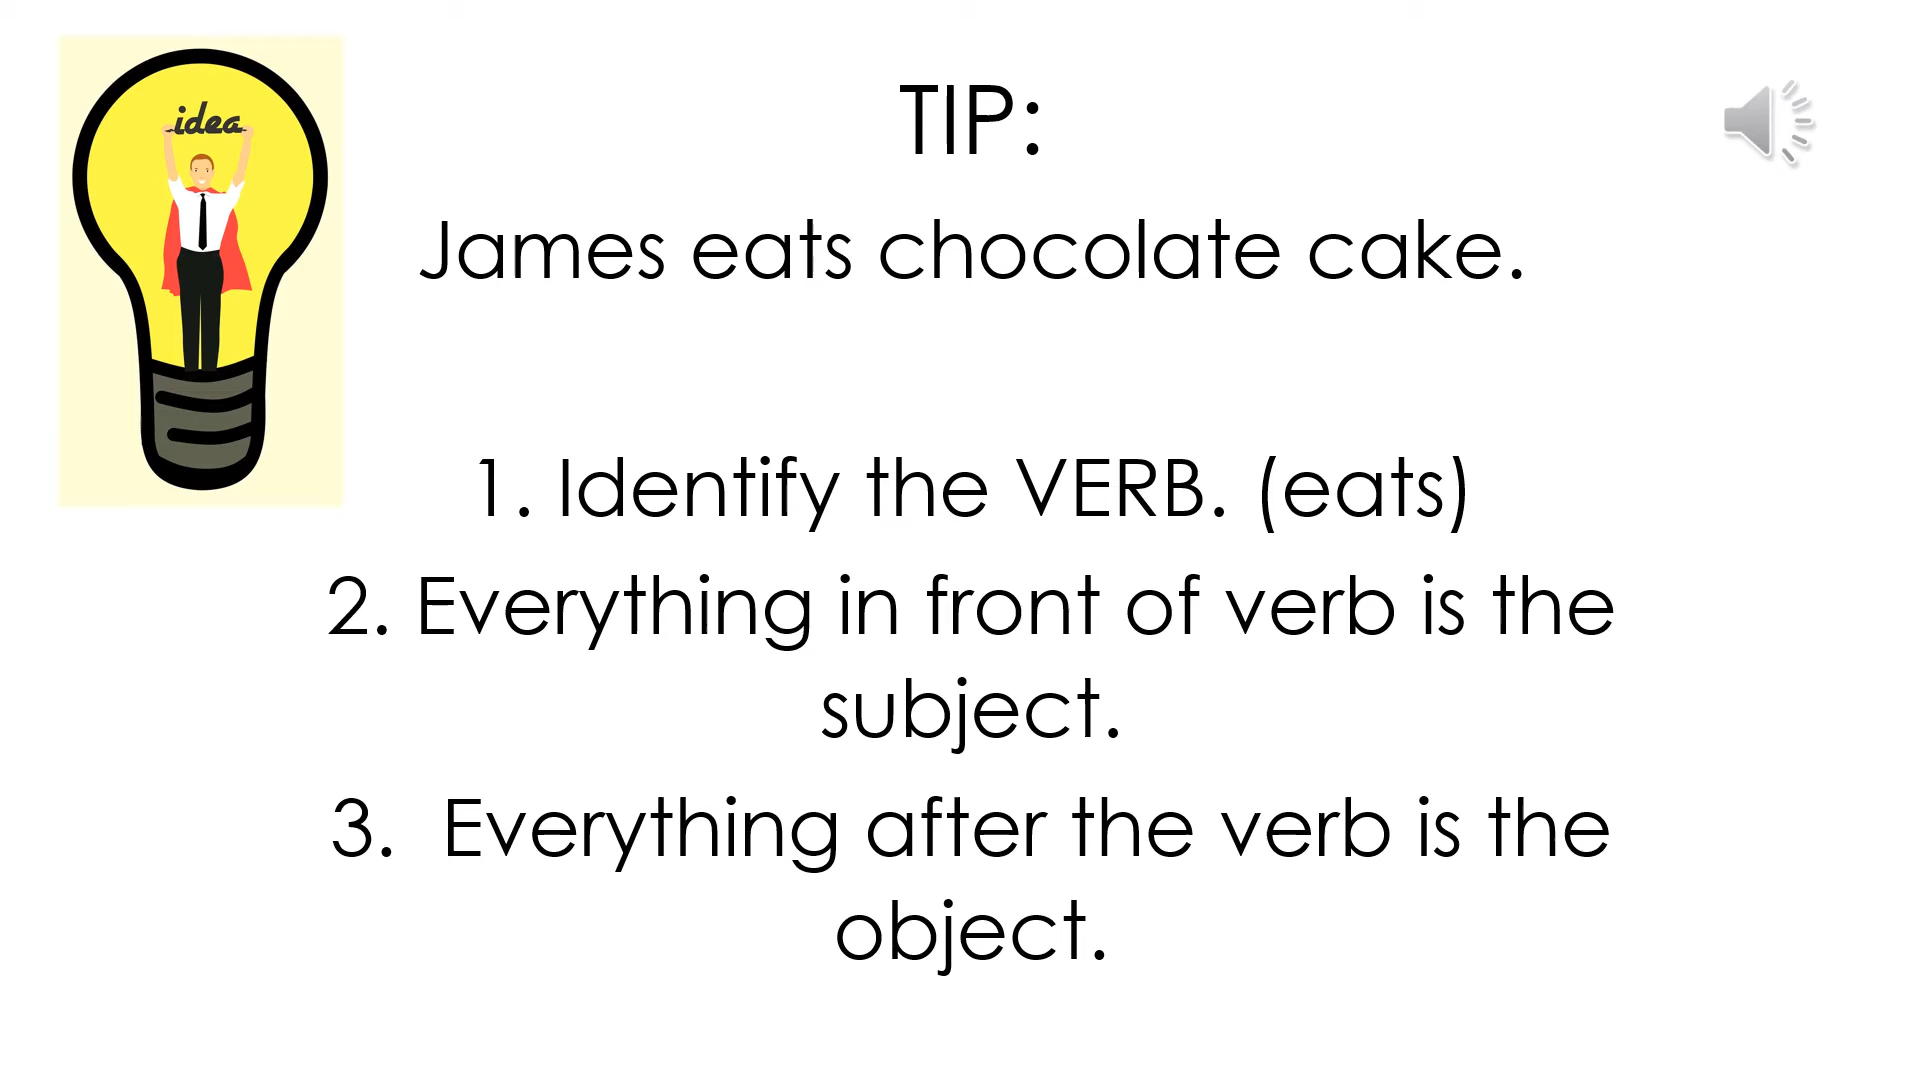 idea
TIP:
James eats chocolate cake.
1. Identify the VERB. (eats)
2. Everything in front of verb is the
subject.
3. Everything after the verb is the
object.